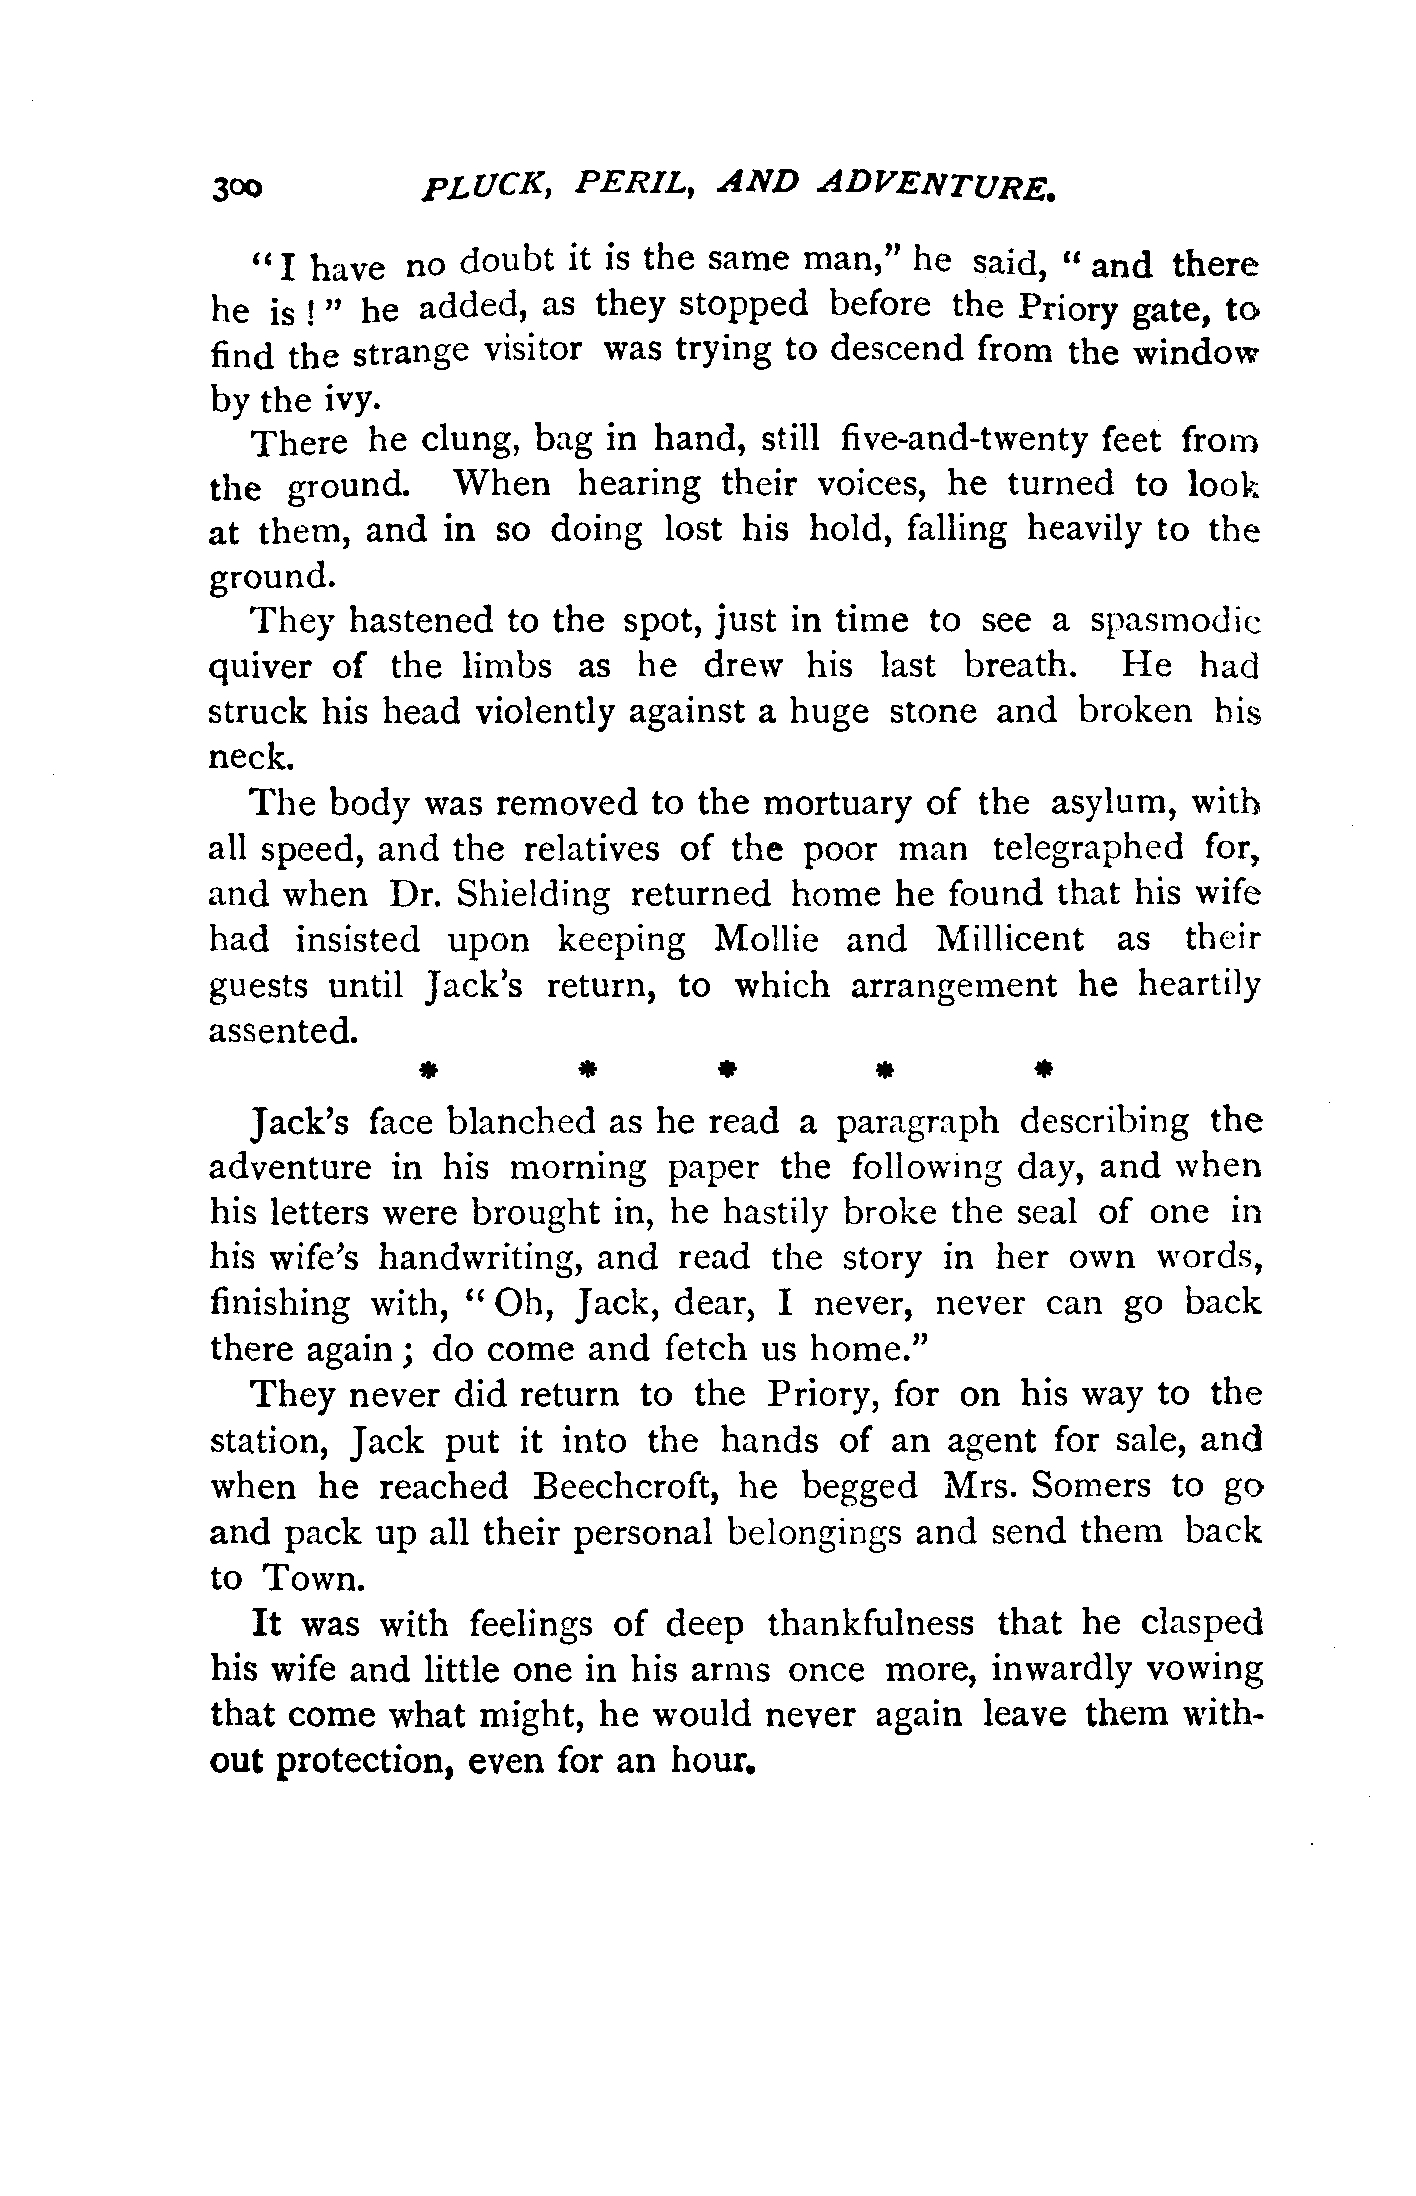 300 PLUCK, PERIL, AND ADVENTURE.
“I have no doubt it is the same man,” he said, “and there
he is!” he added, as they stopped before the Priory gate, to
find the strange visitor was trying to descend from the window
by the ivy.
There he clung, bag in hand, still five-and-twenty feet from
the ground. When hearing their voices, he turned to look
at them, and in so doing lost his hold, falling heavily to the
ground.
They hastened to the spot, just in time to see a spasmodic
quiver of the limbs as he drew his last breath. He had
struck his head violently against a huge stone and broken his
neck.
The body was removed to the mortuary of the asylum, with
all speed, and the relatives of the poor man telegraphed for,
and when Dr. Shielding returned home he found that his wife
had insisted upon keeping Mollie and Millicent as their
guests until Jack’s return, to which arrangement he heartily
assented.
* * * * *
Jack’s face blanched as he read a paragraph describing the
adventure in his morning paper the following day, and when
his letters were brought in, he hastily broke the seal of one in
his wife’s handwriting, and read the story in her own words,
finishing with, “Oh, Jack, dear, I never, never can go back
there again; do come and fetch us home.”
They never did return to the Priory, for on his way to the
station, Jack put it into the hands of an agent for sale, and
when he reached Beechcroft, he begged Mrs. Somers to go
and pack up all their personal belongings and send them back
to Town.
It was with feelings of deep thankfulness that he clasped
his wife and little one in his arms once more, inwardly vowing
that come what might, he would never again leave them with-
out protection, even for an hour.